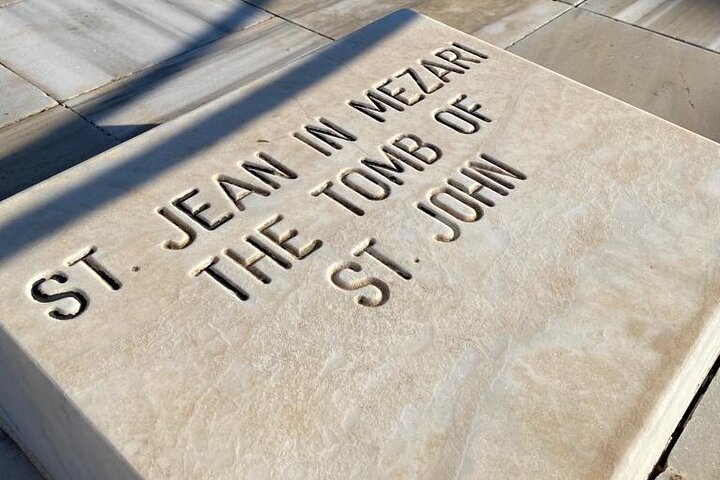 ST. JEAN IN MEZARI
THE TOMB OF
ST. JOHN